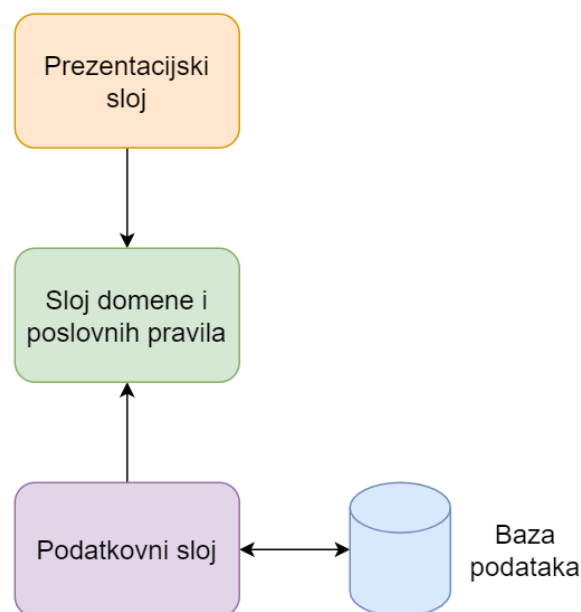 Prezentacijski
sloj
Sloj domene i
poslovnih pravila
Podatkovni sloj
Baza
podataka